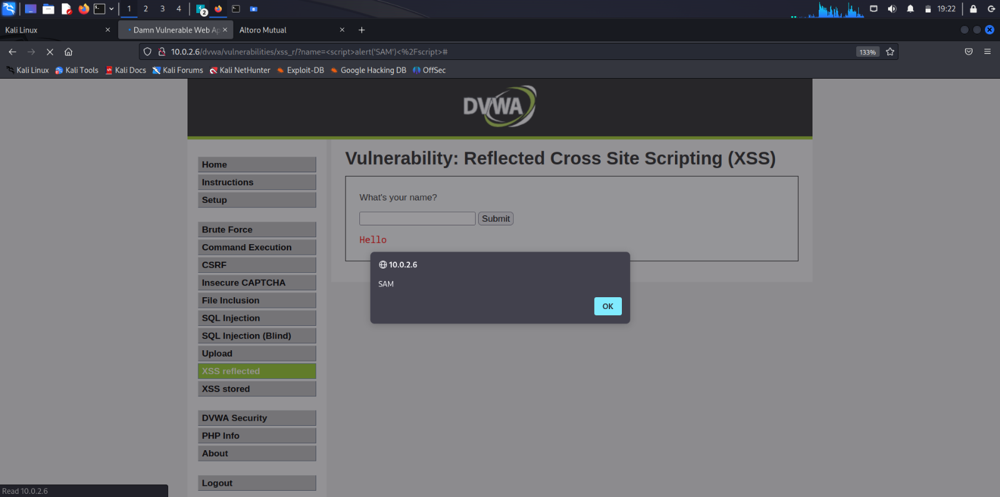 1 2 3 4 2 19:22
Kali Linux Damn Vulnerable Web Ap Altoro Mutual
10.0.2.6/dvwa/vulnerabilities/xss_r/?name=<script>alert('SAM')<%2Fscript># 133%
Kali Linux Kali Tools Kali Docs Kali Forums Kali NetHunter Exploit-DB Google Hacking DB OffSec
DVWA
Vulnerability: Reflected Cross Site Scripting (XSS)
What's your name?
Submit
Hello
10.0.2.6
SAM
OK
Home
Instructions
Setup
Brute Force
Command Execution
CSRF
Insecure CAPTCHA
File Inclusion
SQL Injection
SQL Injection (Blind)
Upload
XSS reflected
XSS stored
DVWA Security
PHP Info
About
Logout
Read 10.0.2.6